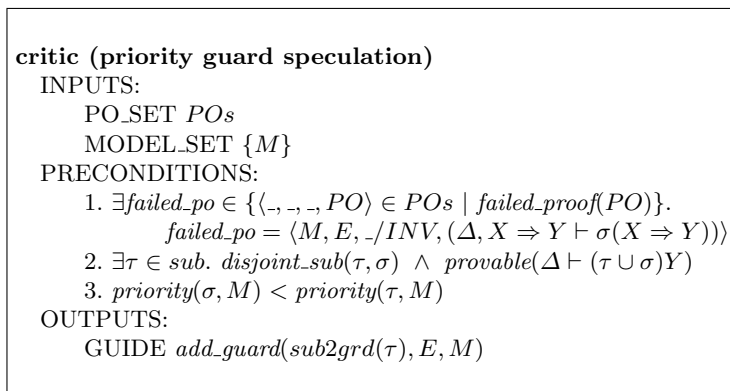 critic (priority guard speculation)
INPUTS:
PO_SET POs
MODEL_SET {M}
PRECONDITIONS:
1. ∃failed_po ∈ {⟨_, _, _, PO⟩ ∈ POs | failed_proof(PO)}.
failed_po = ⟨M, E, _/INV, (Δ, X ⇒ Y ⊢ σ(X ⇒ Y))⟩
2. ∃τ ∈ sub. disjoint_sub(τ, σ) ∧ provable(Δ ⊢ (τ ∪ σ)Y)
3. priority(σ, M) < priority(τ, M)
OUTPUTS:
GUIDE add_guard(sub2grd(τ), E, M)